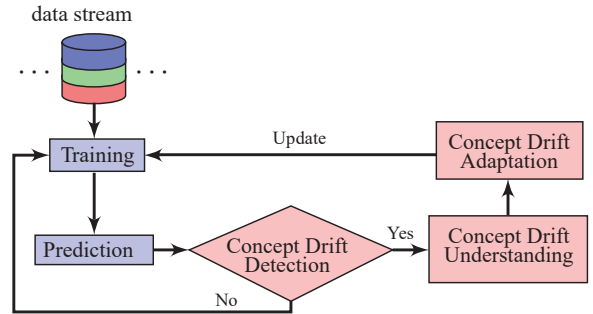 data stream
. . .
. . .
Training
Update
Concept Drift
Adaptation
Prediction
Concept Drift
Detection
Yes
Concept Drift
Understanding
No